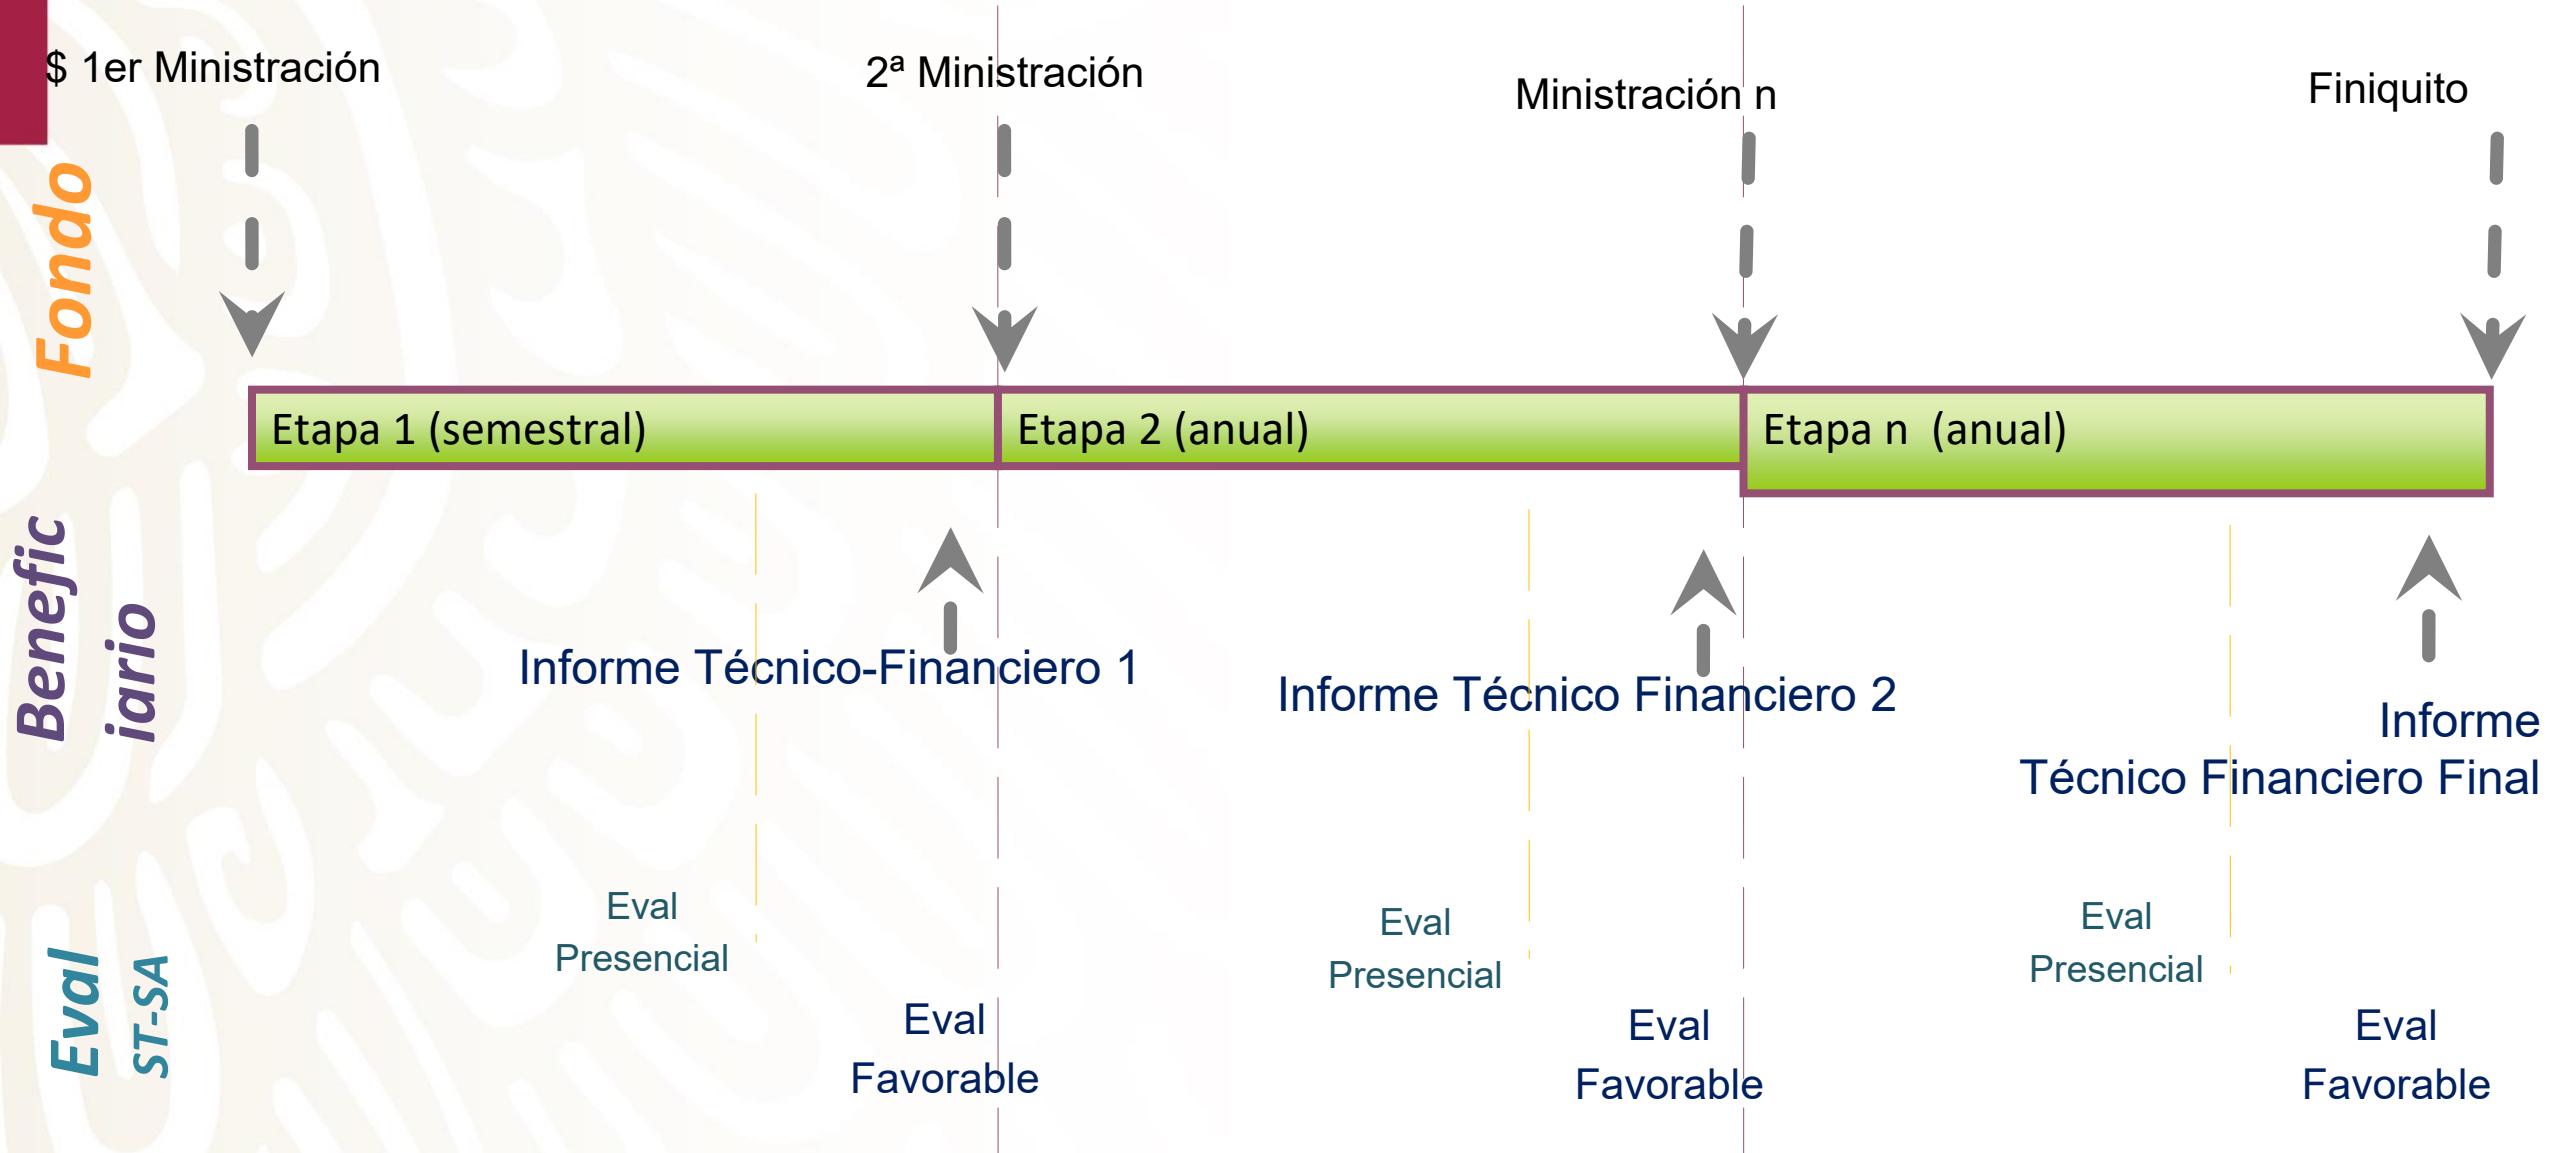 $ 1er Ministración
2ª Ministración
Ministración n
Finiquito
Fondo
Etapa 1 (semestral)
Etapa 2 (anual)
Etapa n (anual)
Benefic
iario
Informe Técnico-Financiero 1
Informe Técnico Financiero 2
Informe
Técnico Financiero Final
Eval
ST-SA
Eval
Presencial
Eval
Favorable
Eval
Presencial
Eval
Favorable
Eval
Presencial
Eval
Favorable